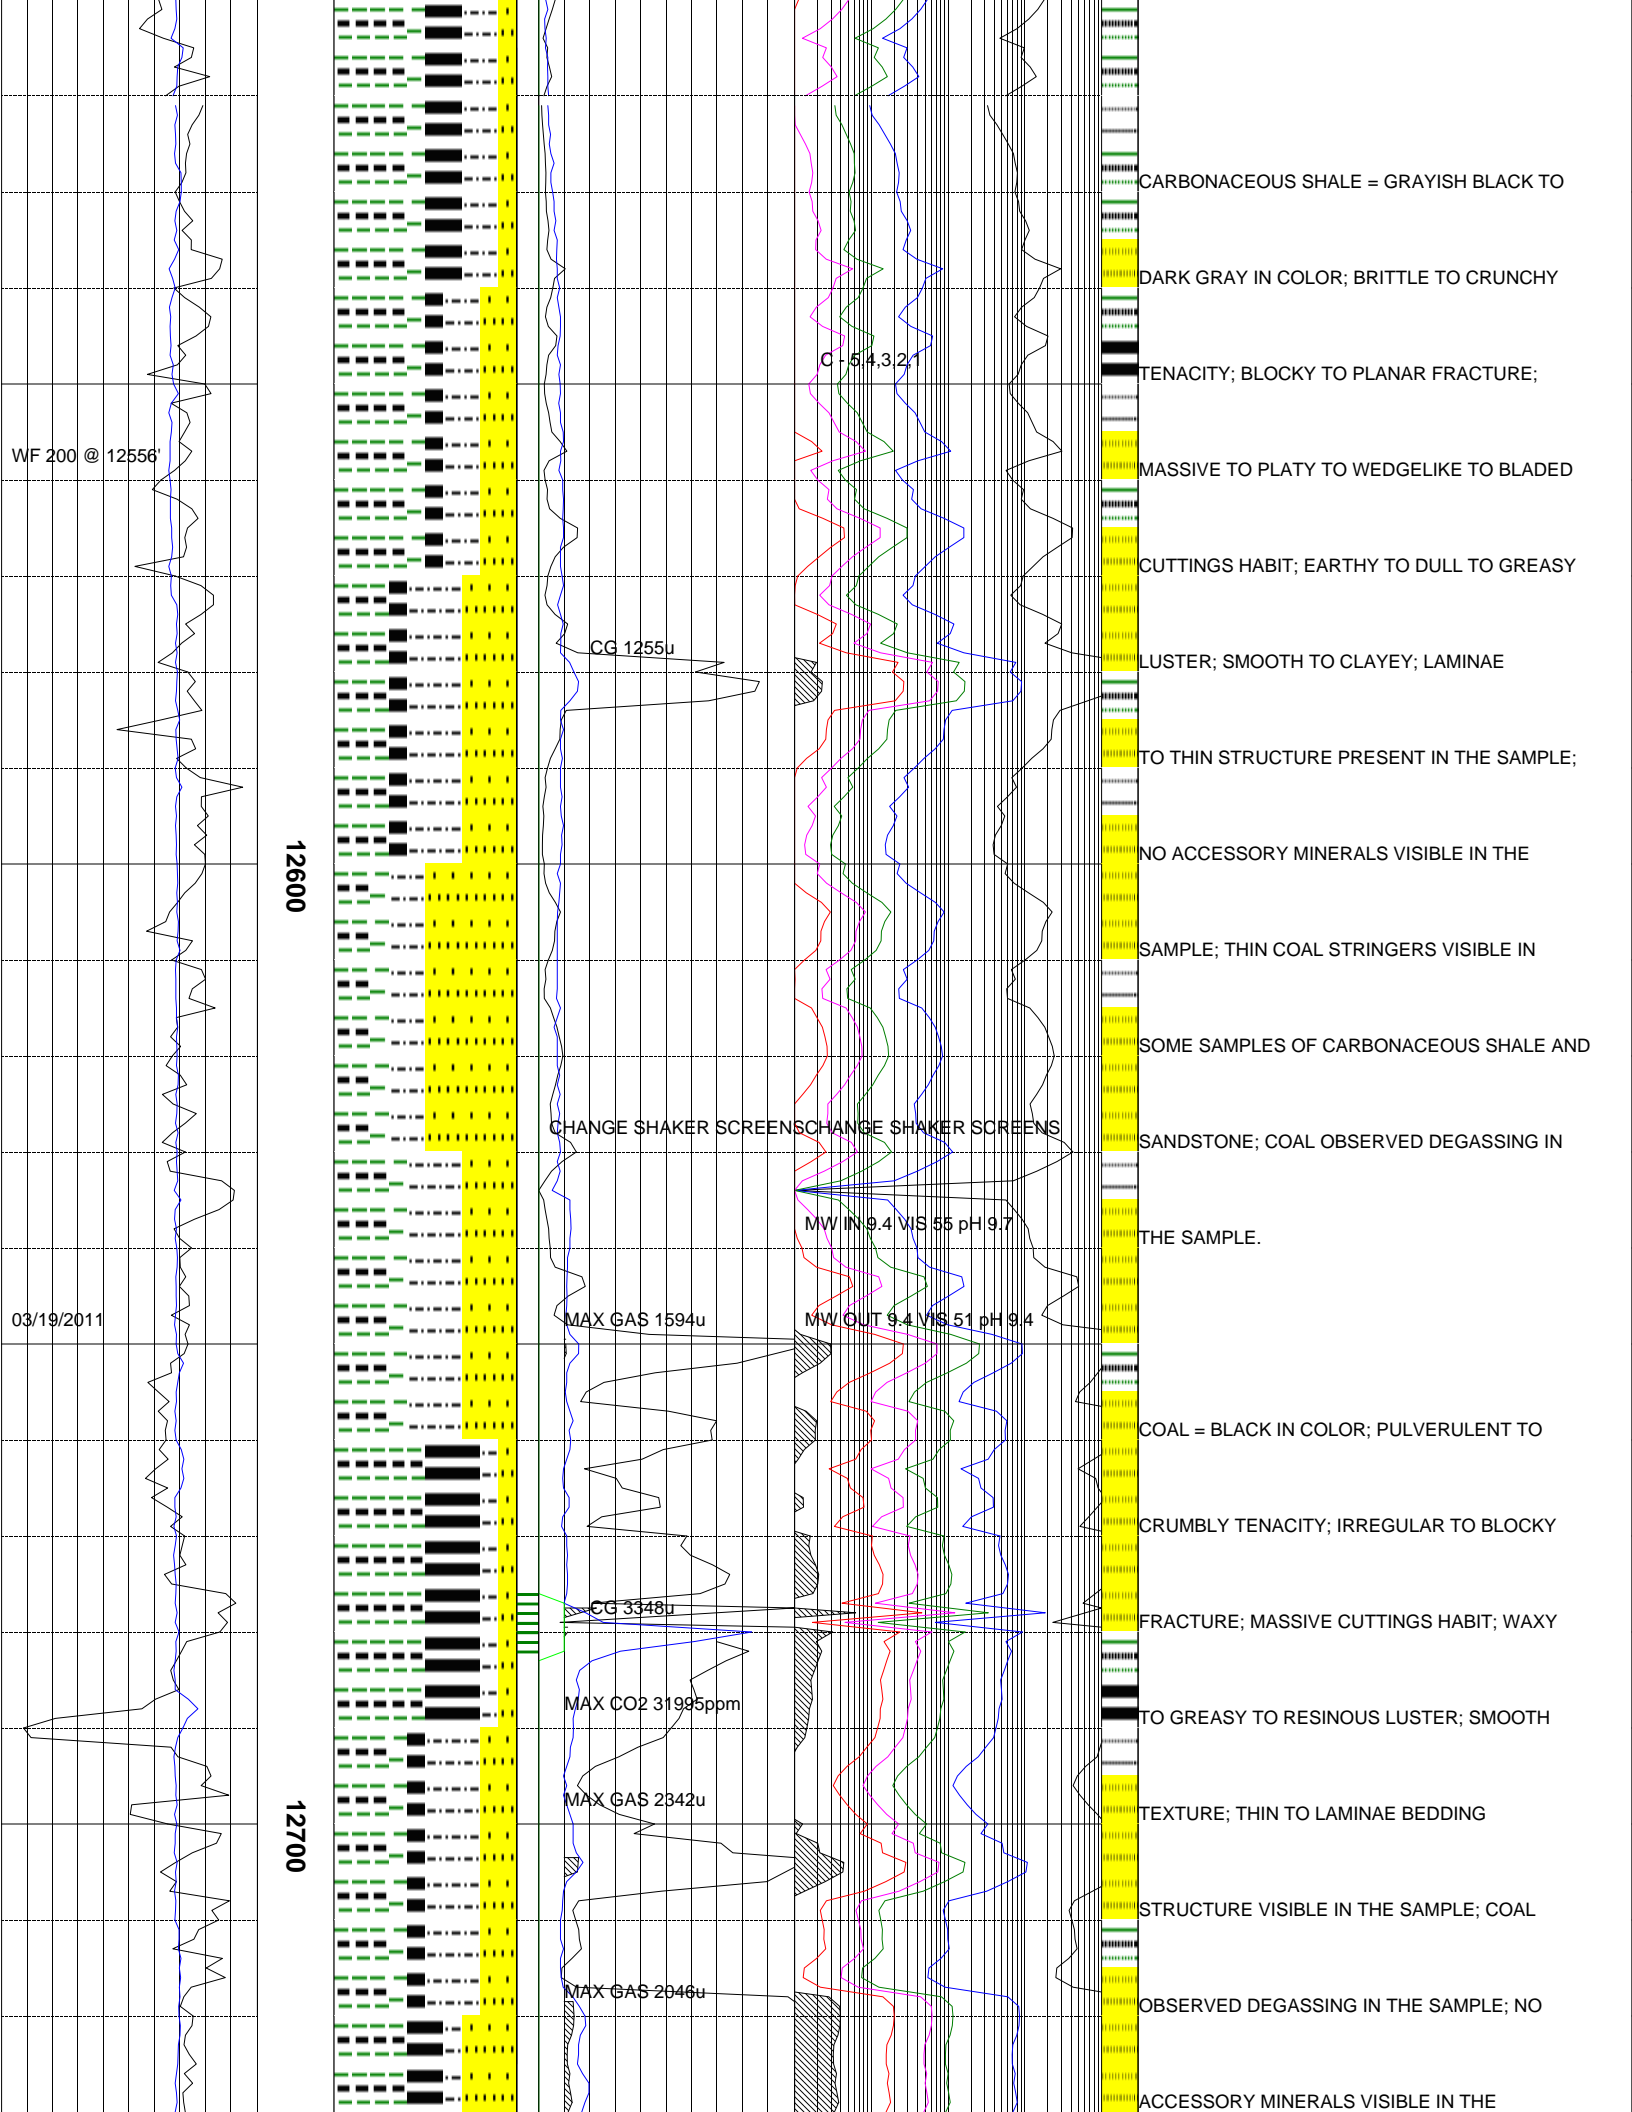 CARBONACEOUS SHALE = GRAYISH BLACK TO
DARK GRAY IN COLOR; BRITTLE TO CRUNCHY
C - 5,4,3,2,1
TENACITY; BLOCKY TO PLANAR FRACTURE;
WF 200 @ 12556'
MASSIVE TO PLATY TO WEDGELIKE TO BLADED
CUTTINGS HABIT; EARTHY TO DULL TO GREASY
CG 1255u
LUSTER; SMOOTH TO CLAYEY; LAMINAE
TO THIN STRUCTURE PRESENT IN THE SAMPLE;
12600
NO ACCESSORY MINERALS VISIBLE IN THE
SAMPLE; THIN COAL STRINGERS VISIBLE IN
SOME SAMPLES OF CARBONACEOUS SHALE AND
CHANGE SHAKER SCREENS
CHANGE SHAKER SCREENS
SANDSTONE; COAL OBSERVED DEGASSING IN
MW IN 9.4 VIS 55 pH 9.7
THE SAMPLE.
03/19/2011
MAX GAS 1594u
MW OUT 9.4 VIS 51 pH 9.4
COAL = BLACK IN COLOR; PULVERULENT TO
CRUMBLY TENACITY; IRREGULAR TO BLOCKY
CG 3348u
FRACTURE; MASSIVE CUTTINGS HABIT; WAXY
MAX CO2 31995ppm
TO GREASY TO RESINOUS LUSTER; SMOOTH
MAX GAS 2342u
12700
TEXTURE; THIN TO LAMINAE BEDDING
STRUCTURE VISIBLE IN THE SAMPLE; COAL
MAX GAS 2046u
OBSERVED DEGASSING IN THE SAMPLE; NO
ACCESSORY MINERALS VISIBLE IN THE